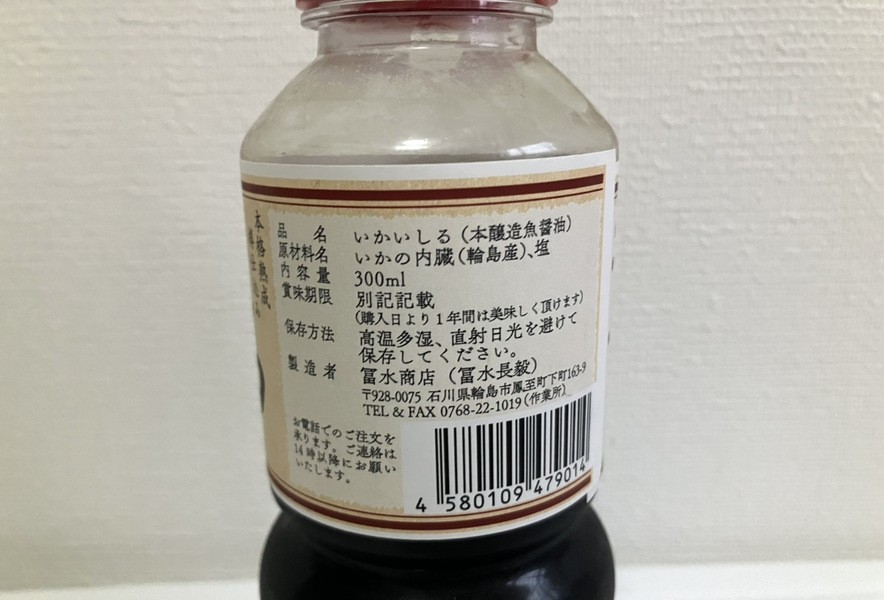 本格熟成
品名 いかいしる（本醸造魚醤油）
原材料名 いかの内臓（輪島産）、塩
内容量 300ml
賞味期限 別記記載
（購入日より１年間は美味しく頂けます）
保存方法 高温多湿、直射日光を避けて
保存してください。
製造者 冨水商店（冨水長毅）
〒928-0075 石川県輪島市鳳至町下町163-9
TEL & FAX 0768-22-1019（作業所）
お電話でのご注文を
承ります。ご連絡は
14時以降にお願い
いたします。
4 580109 479014